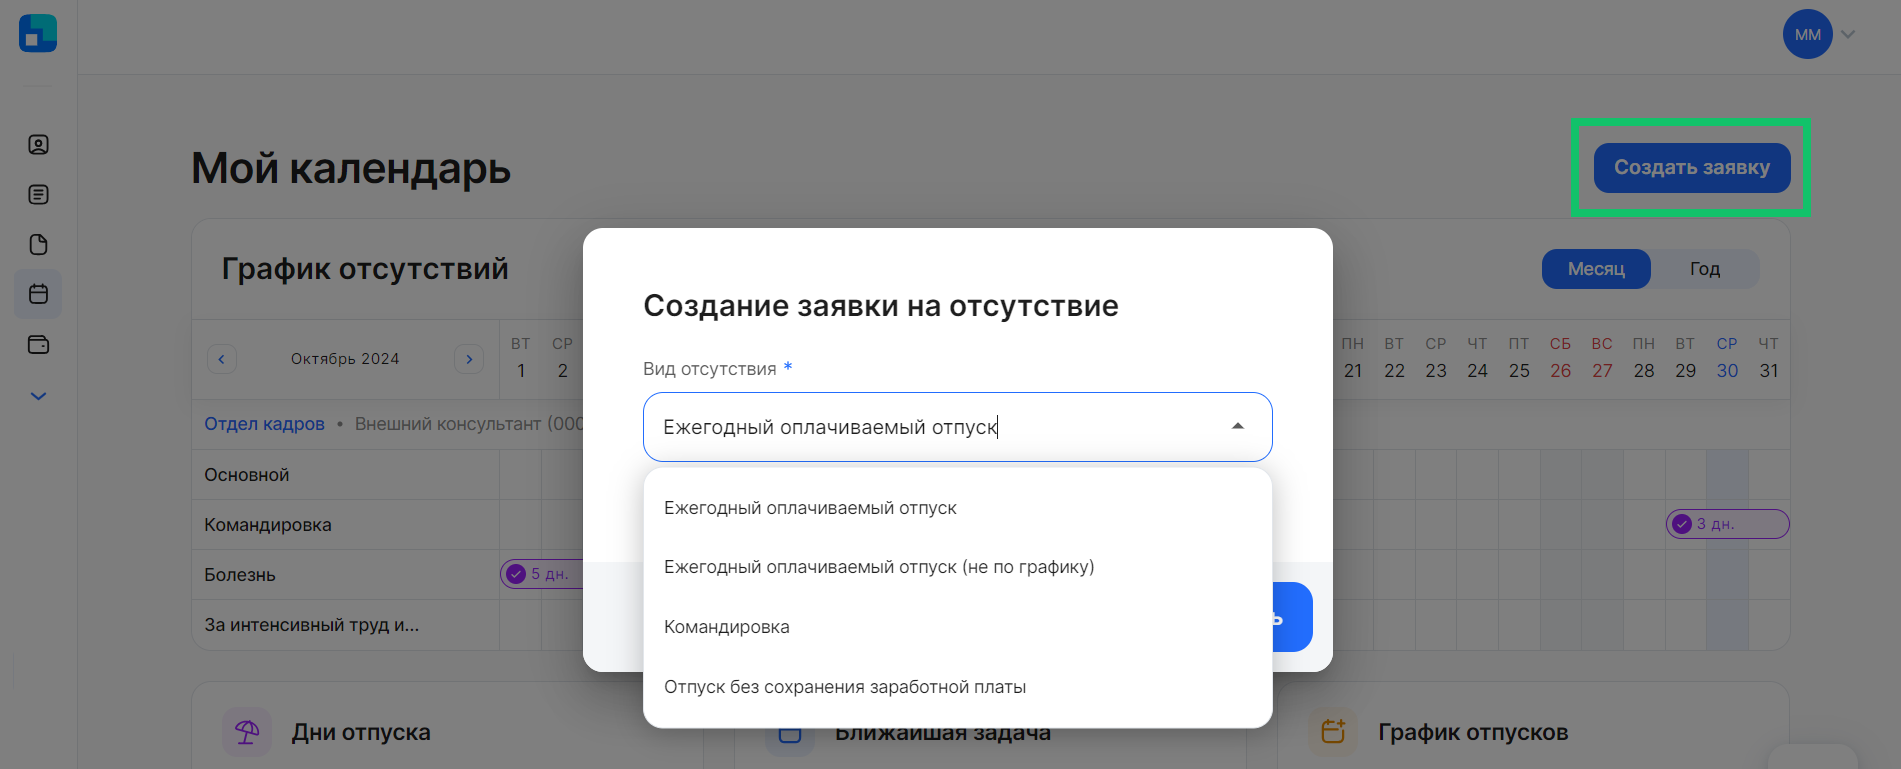 MM
Мой календарь
Создать заявку
График отсутствий
Месяц
Год
Создание заявки на отсутствие
Октябрь 2024
ВТ СР
1 2
ПН ВТ СР ЧТ ПТ СБ ВС ПН ВТ СР ЧТ
21 22 23 24 25 26 27 28 29 30 31
Вид отсутствия *
Ежегодный оплачиваемый отпуск
Отдел кадров • Внешний консультант (000
Основной
Командировка
3 дн.
Болезнь
5 дн.
За интенсивный труд и...
Ежегодный оплачиваемый отпуск
Ежегодный оплачиваемый отпуск (не по графику)
Командировка
Отпуск без сохранения заработной платы
ь
Дни отпуска
Ближайшая задача
График отпусков